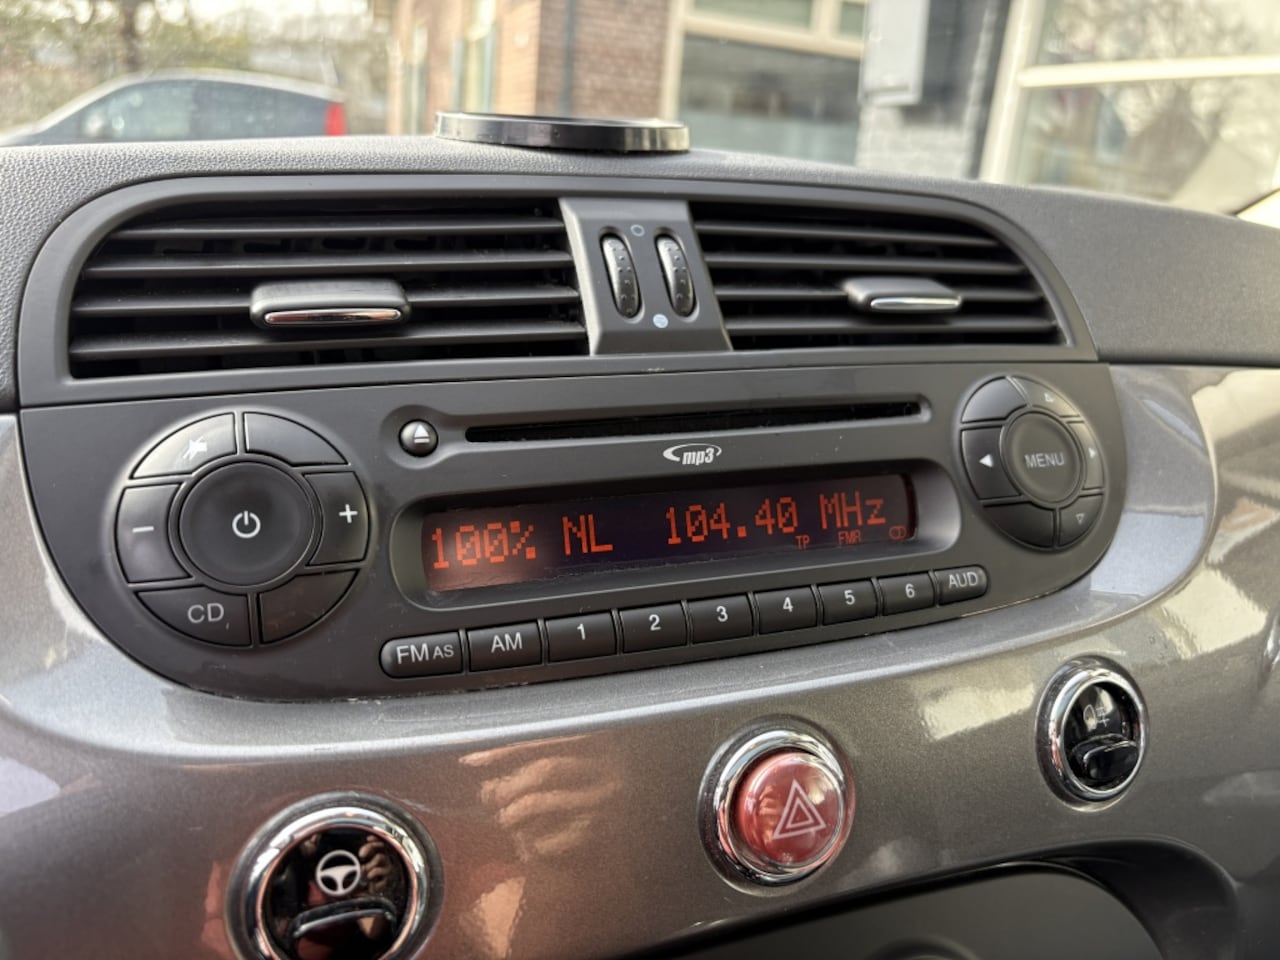 mp3
MENU
100% NL 104.40 MHz
TP FMR
CD
FM AS AM 1 2 3 4 5 6 AUD